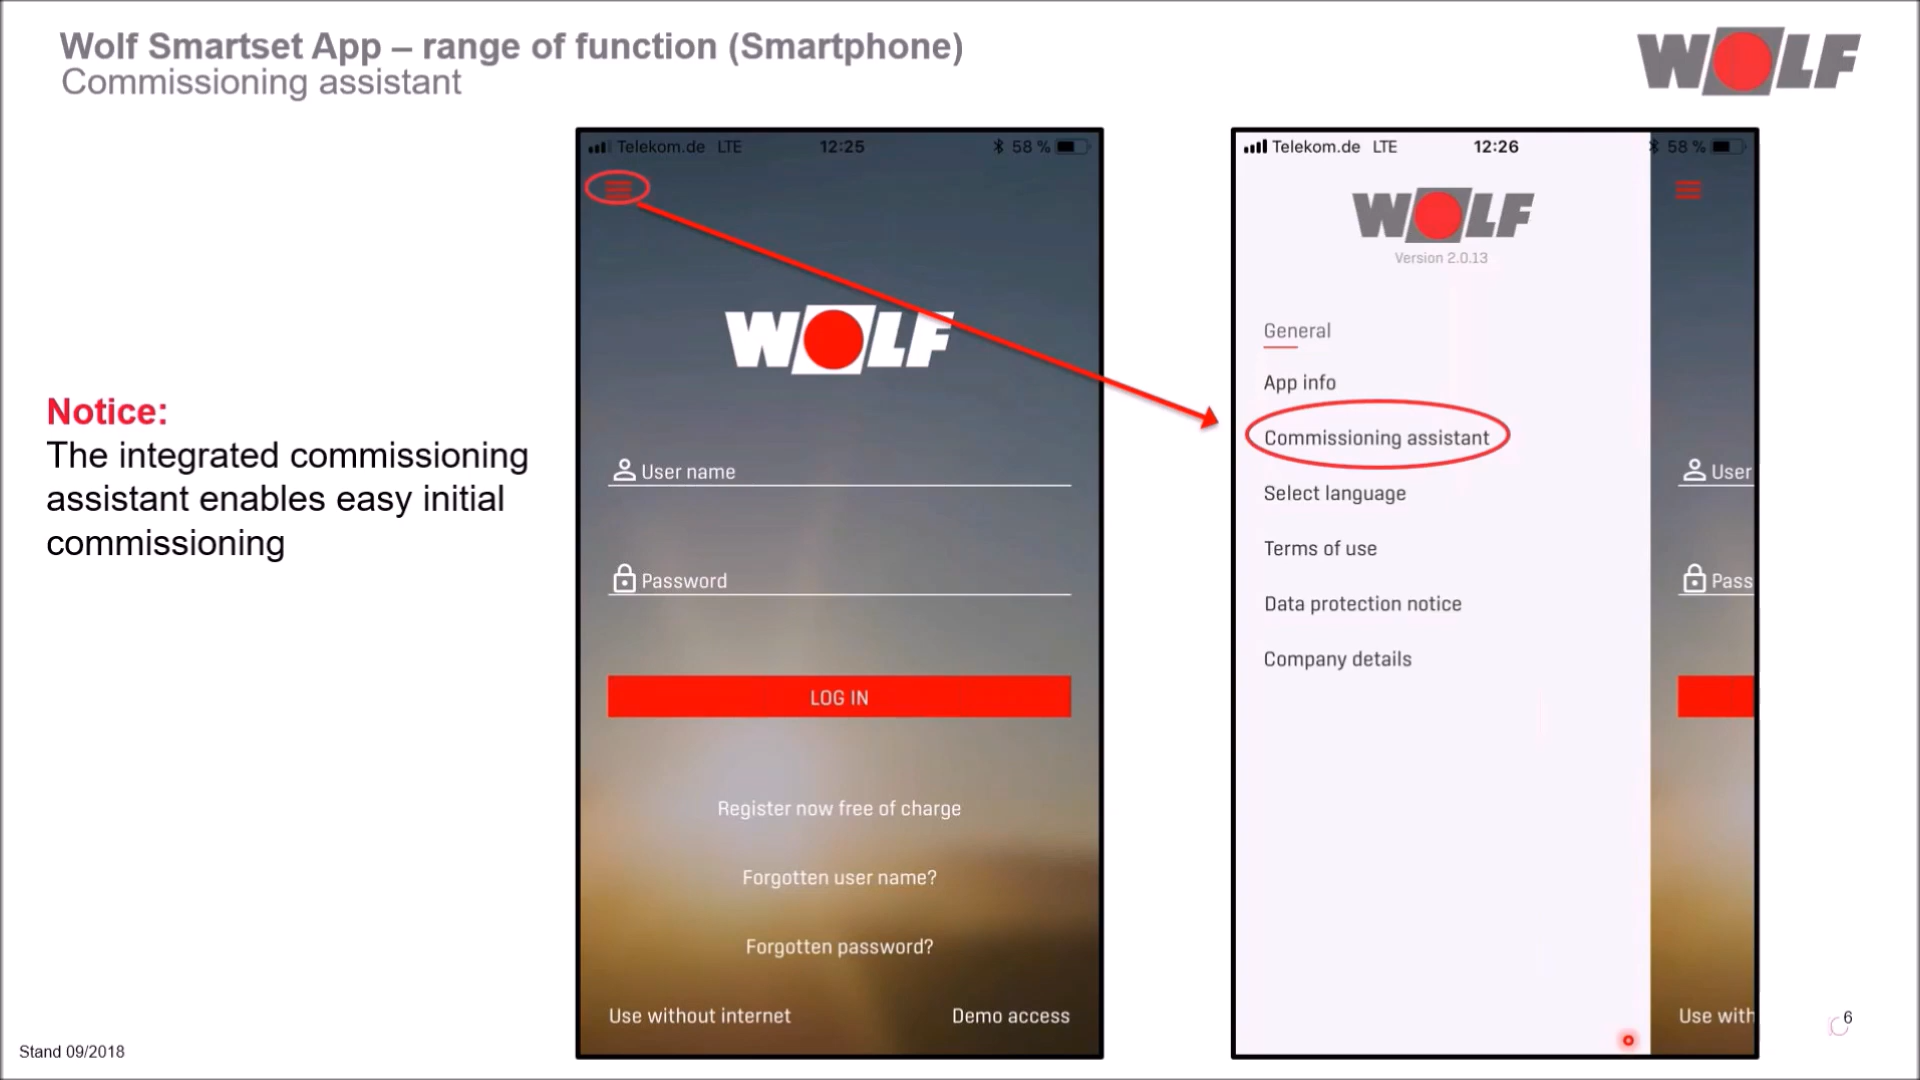 Wolf Smartset App – range of function (Smartphone)
Commissioning assistant
WOLF
Notice:
The integrated commissioning
assistant enables easy initial
commissioning
Telekom.de LTE 12:25 58 %
WOLF
User name
Password
LOG IN
Register now free of charge
Forgotten user name?
Forgotten password?
Use without internet Demo access
Telekom.de LTE 12:26 58 %
WOLF
Version 2.0.13
General
App info
Commissioning assistant
Select language
Terms of use
Data protection notice
Company details
User
Pass
Use with
Stand 09/2018
6